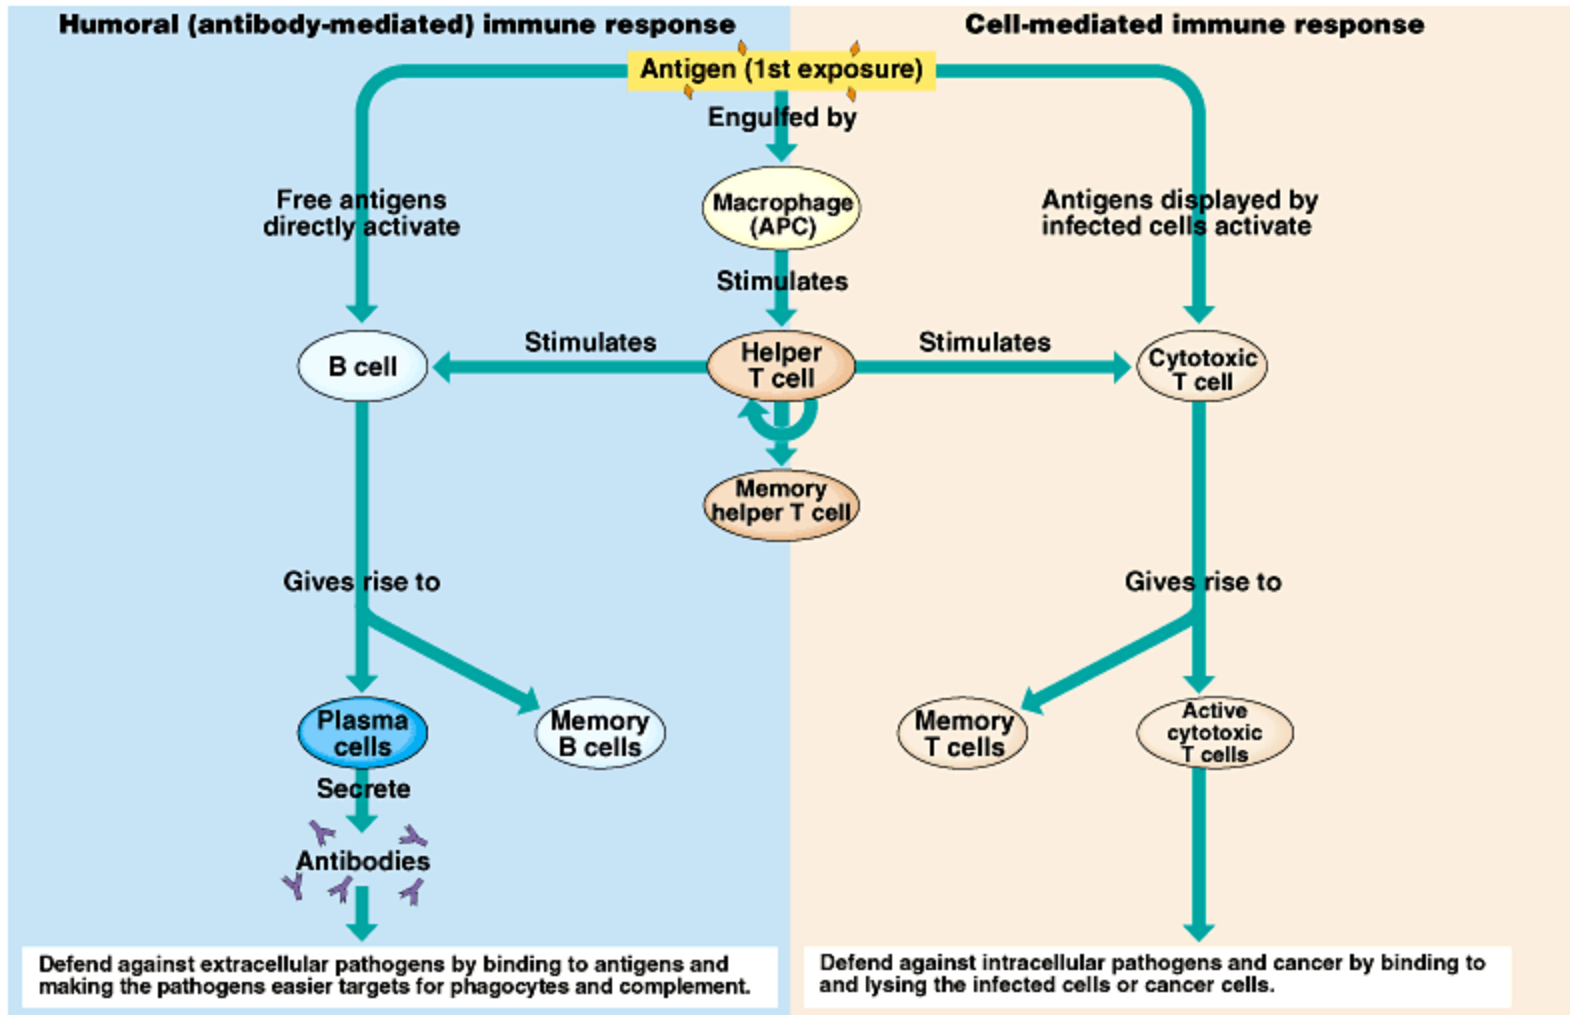 Humoral (antibody-mediated) immune response
Cell-mediated immune response
Antigen (1st exposure)
Engulfed by
Free antigens
directly activate
Macrophage
(APC)
Antigens displayed by
infected cells activate
Stimulates
B cell
Stimulates
Helper
T cell
Stimulates
Cytotoxic
T cell
Memory
helper T cell
Gives rise to
Gives rise to
Plasma
cells
Memory
B cells
Memory
T cells
Active
cytotoxic
T cells
Secrete
Antibodies
Defend against extracellular pathogens by binding to antigens and
making the pathogens easier targets for phagocytes and complement.
Defend against intracellular pathogens and cancer by binding to
and lysing the infected cells or cancer cells.